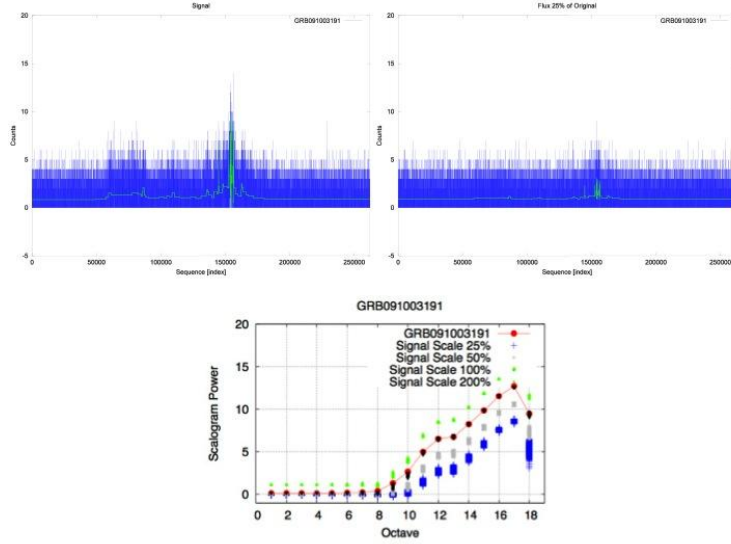 Signal
GRB091003191
20
15
10
5
0
-5
Counts
0
50000
100000
150000
200000
250000
Sequence [index]
Flux 25% of Original
GRB091003191
20
15
10
5
0
-5
0
50000
100000
150000
200000
250000
Sequence [index]
GRB091003191
20
15
10
5
0
Scalogram Power
GRB091003191
Signal Scale 25%
Signal Scale 50%
Signal Scale 100%
Signal Scale 200%
0 2 4 6 8 10 12 14 16 18
Octave